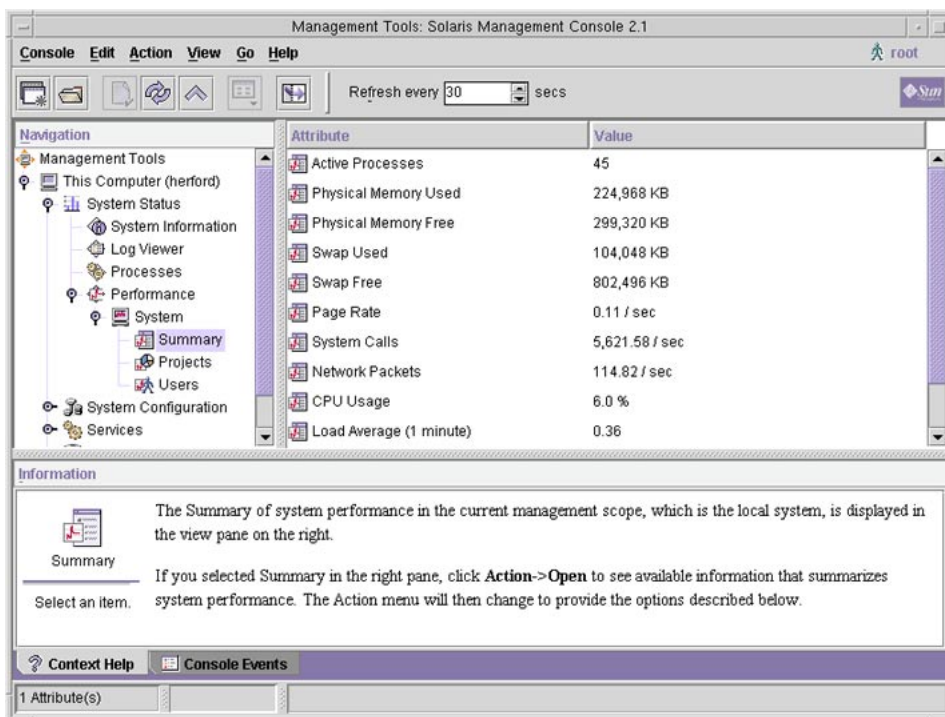 Management Tools: Solaris Management Console 2.1
Console Edit Action View Go Help
root
Refresh every 30 secs
Sun
Navigation
Management Tools
This Computer (herford)
System Status
System Information
Log Viewer
Processes
Performance
System
Summary
Projects
Users
System Configuration
Services
Attribute Value
Active Processes 45
Physical Memory Used 224,968 KB
Physical Memory Free 299,320 KB
Swap Used 104,048 KB
Swap Free 802,496 KB
Page Rate 0.11 / sec
System Calls 5,621.58 / sec
Network Packets 114.82 / sec
CPU Usage 6.0 %
Load Average (1 minute) 0.36
Information
Summary
Select an item.
The Summary of system performance in the current management scope, which is the local system, is displayed in
the view pane on the right.
If you selected Summary in the right pane, click Action->Open to see available information that summarizes
system performance. The Action menu will then change to provide the options described below.
Context Help Console Events
1 Attribute(s)